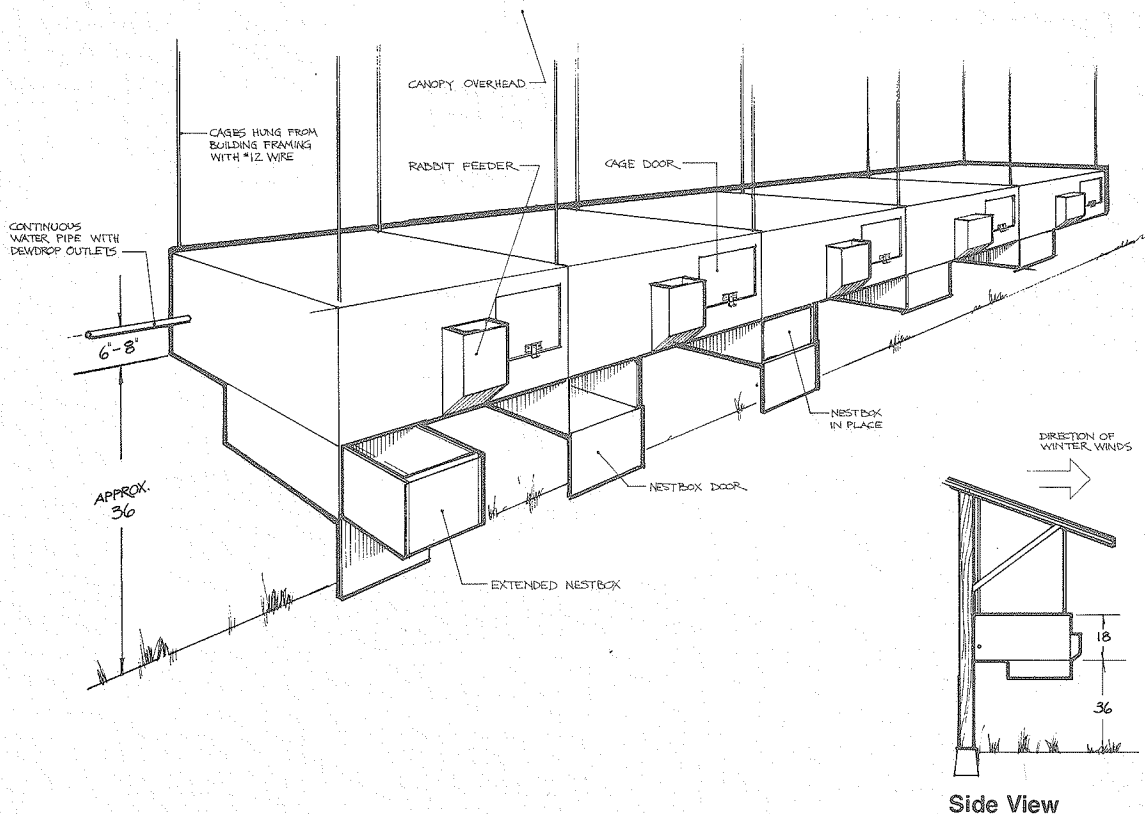 CANOPY OVERHEAD
CAGES HUNG FROM
BUILDING FRAMING
WITH #12 WIRE
RABBIT FEEDER
CAGE DOOR
CONTINUOUS
WATER PIPE WITH
DEWDROP OUTLETS
6"-8"
NESTBOX
IN PLACE
DIRECTION OF
WINTER WINDS
APPROX.
36
NESTBOX DOOR
EXTENDED NESTBOX
18
36
Side View